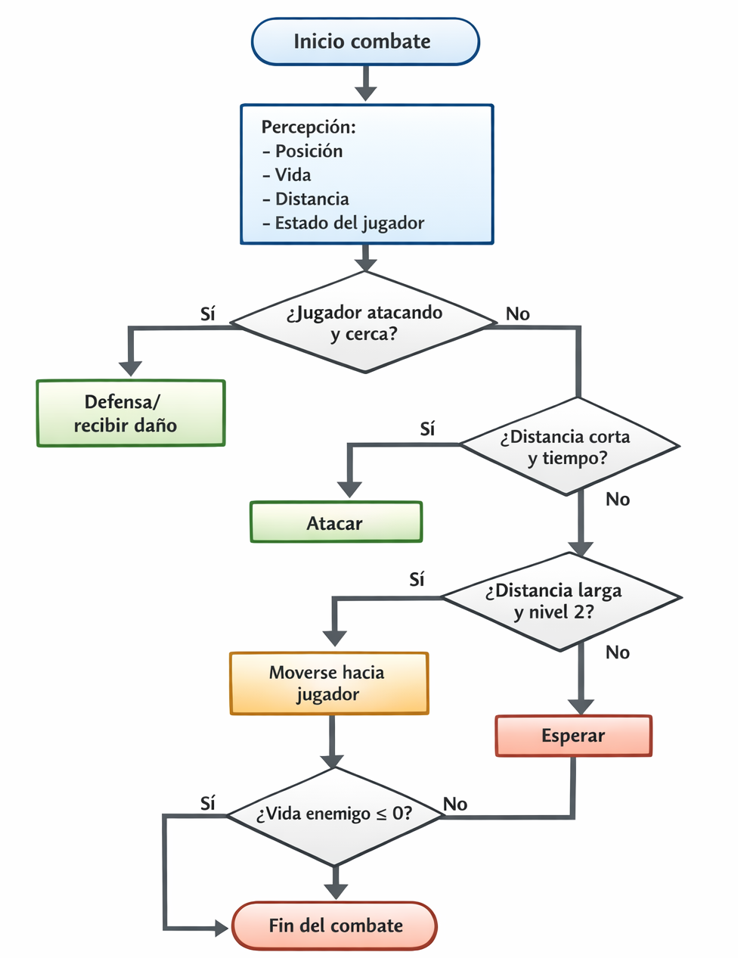 Inicio combate
Percepción:
- Posición
- Vida
- Distancia
- Estado del jugador
¿Jugador atacando
y cerca?
Sí
No
Defensa/
recibir daño
¿Distancia corta
y tiempo?
Sí
No
Atacar
¿Distancia larga
y nivel 2?
Sí
No
Moverse hacia
jugador
Esperar
¿Vida enemigo ≤ 0?
Sí
No
Fin del combate